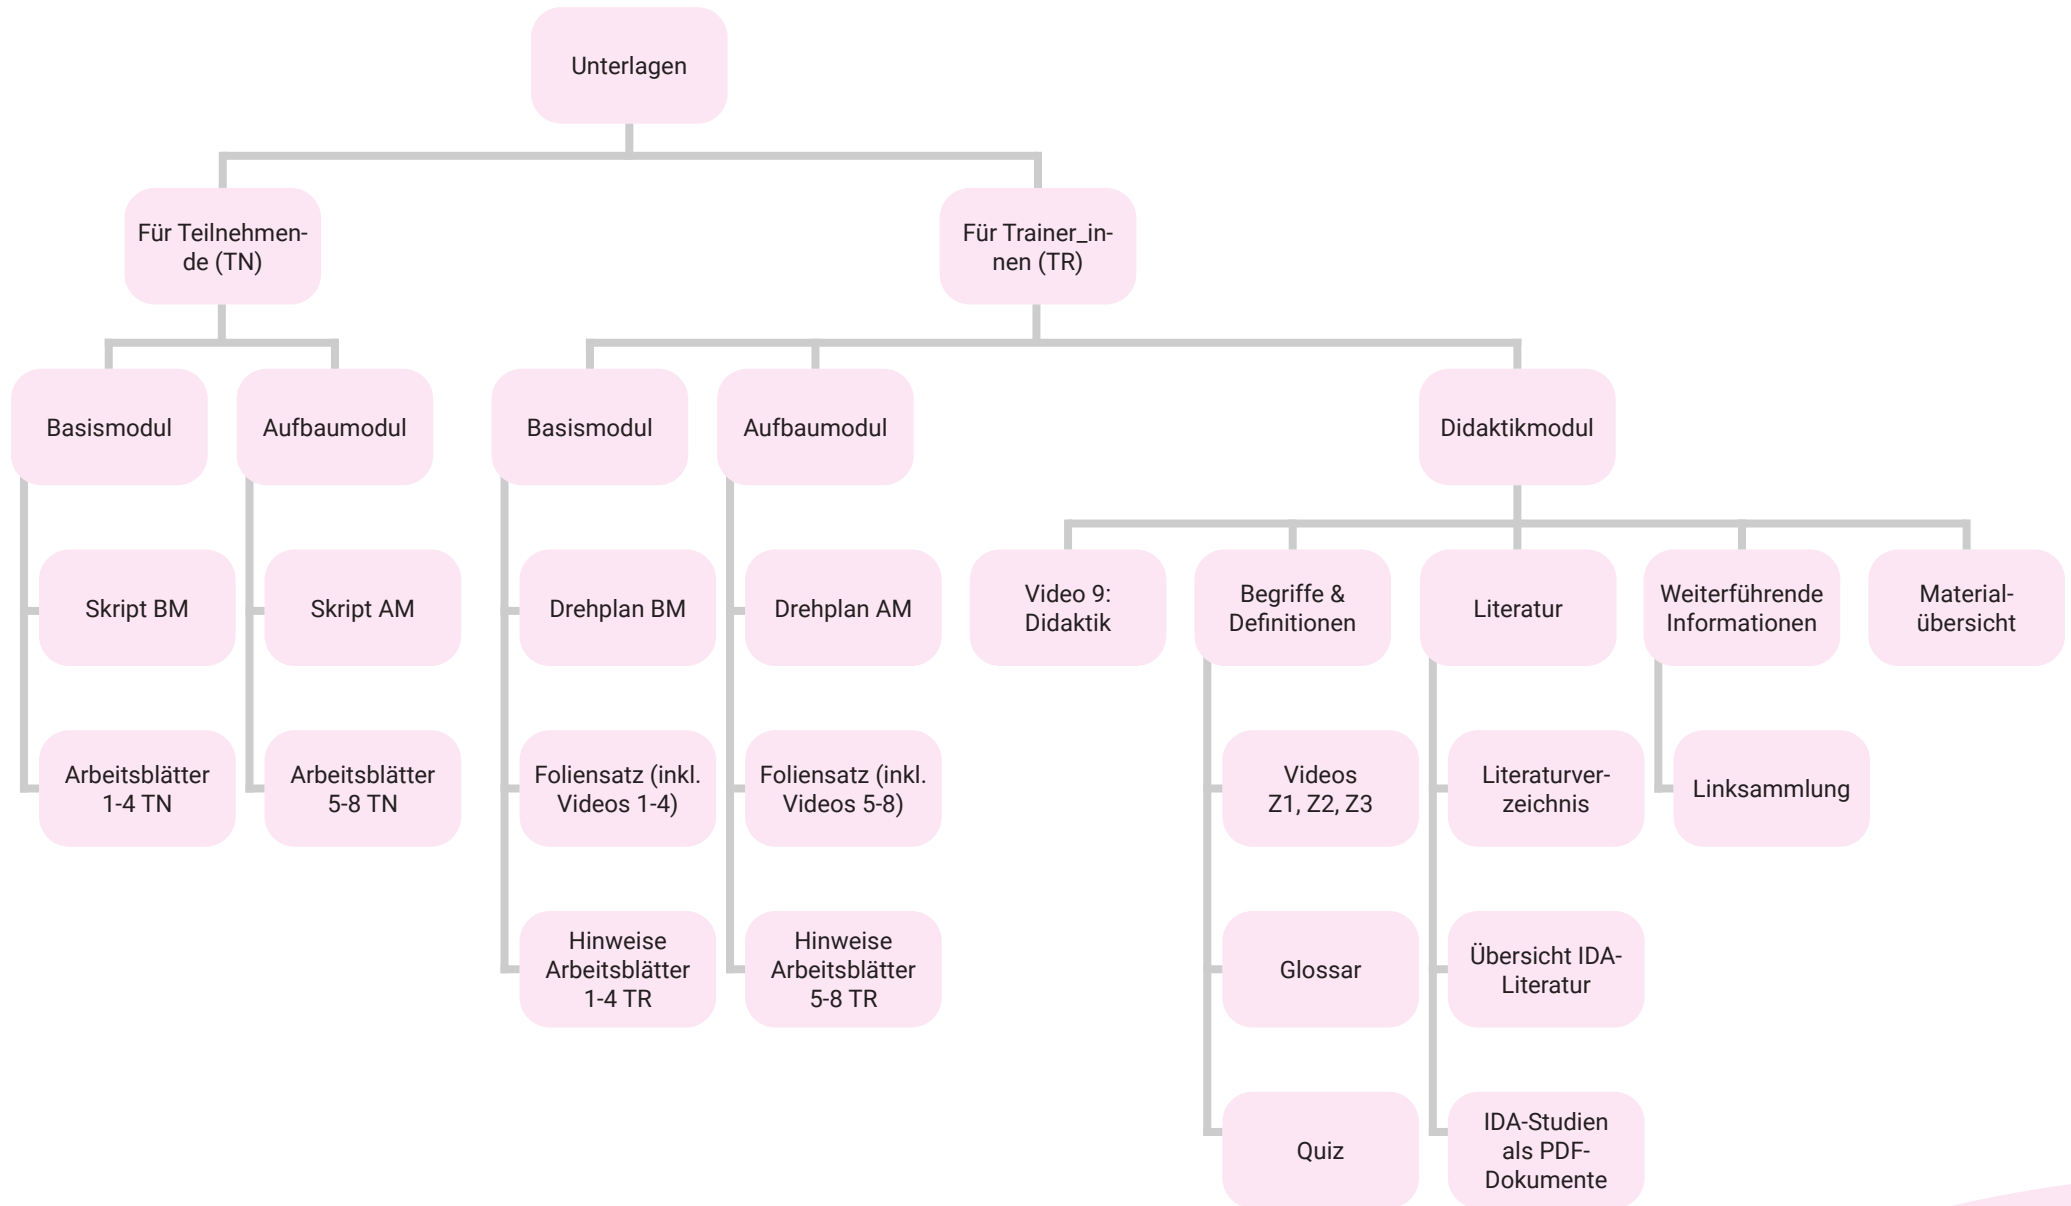 Unterlagen
Für Teilnehmen-
de (TN)
Für Trainer_in-
nen (TR)
Basismodul
Aufbaumodul
Basismodul
Aufbaumodul
Didaktikmodul
Skript BM
Skript AM
Drehplan BM
Drehplan AM
Video 9:
Didaktik
Begriffe &
Definitionen
Literatur
Weiterführende
Informationen
Material-
übersicht
Arbeitsblätter
1-4 TN
Arbeitsblätter
5-8 TN
Foliensatz (inkl.
Videos 1-4)
Foliensatz (inkl.
Videos 5-8)
Videos
Z1, Z2, Z3
Literaturver-
zeichnis
Linksammlung
Hinweise
Arbeitsblätter
1-4 TR
Hinweise
Arbeitsblätter
5-8 TR
Glossar
Übersicht IDA-
Literatur
Quiz
IDA-Studien
als PDF-
Dokumente